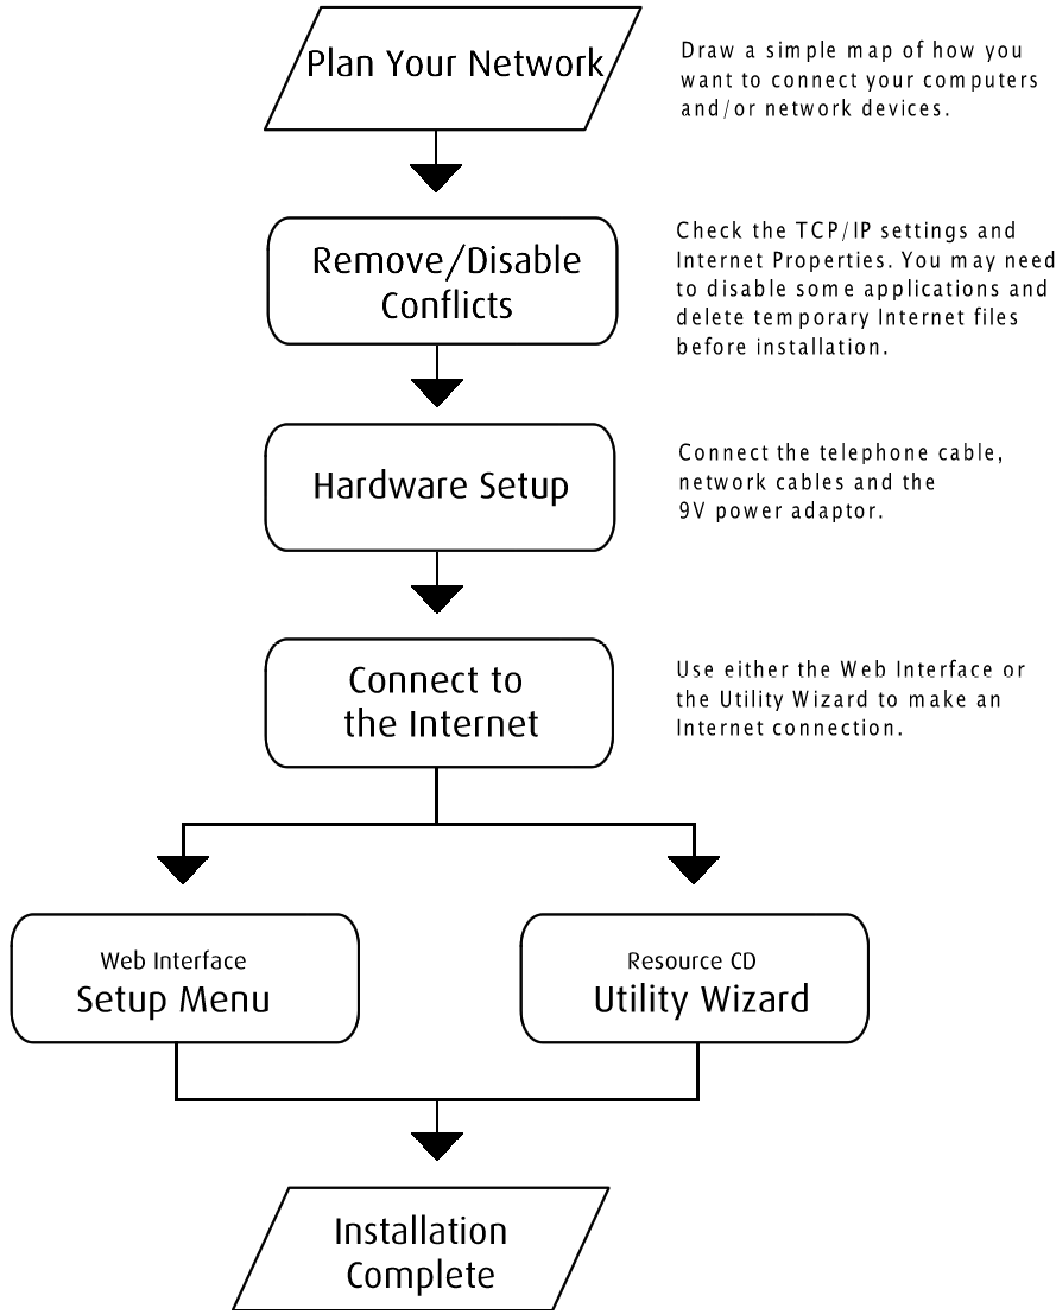 Plan Your Network
Draw a simple map of how you
want to connect your computers
and/or network devices.
Remove/Disable
Conflicts
Check the TCP/IP settings and
Internet Properties. You may need
to disable some applications and
delete temporary Internet files
before installation.
Hardware Setup
Connect the telephone cable,
network cables and the
9V power adaptor.
Connect to
the Internet
Use either the Web Interface or
the Utility Wizard to make an
Internet connection.
Web Interface
Setup Menu
Resource CD
Utility Wizard
Installation
Complete